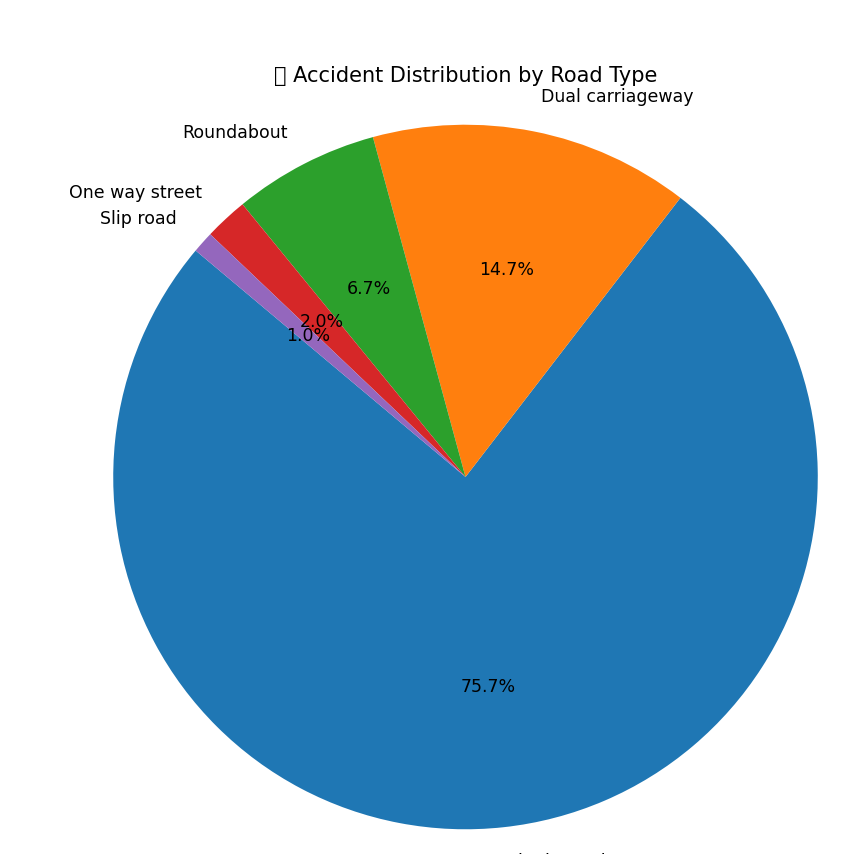 Accident Distribution by Road Type
Dual carriageway
Roundabout
One way street
Slip road
14.7%
6.7%
2.0%
1.0%
75.7%